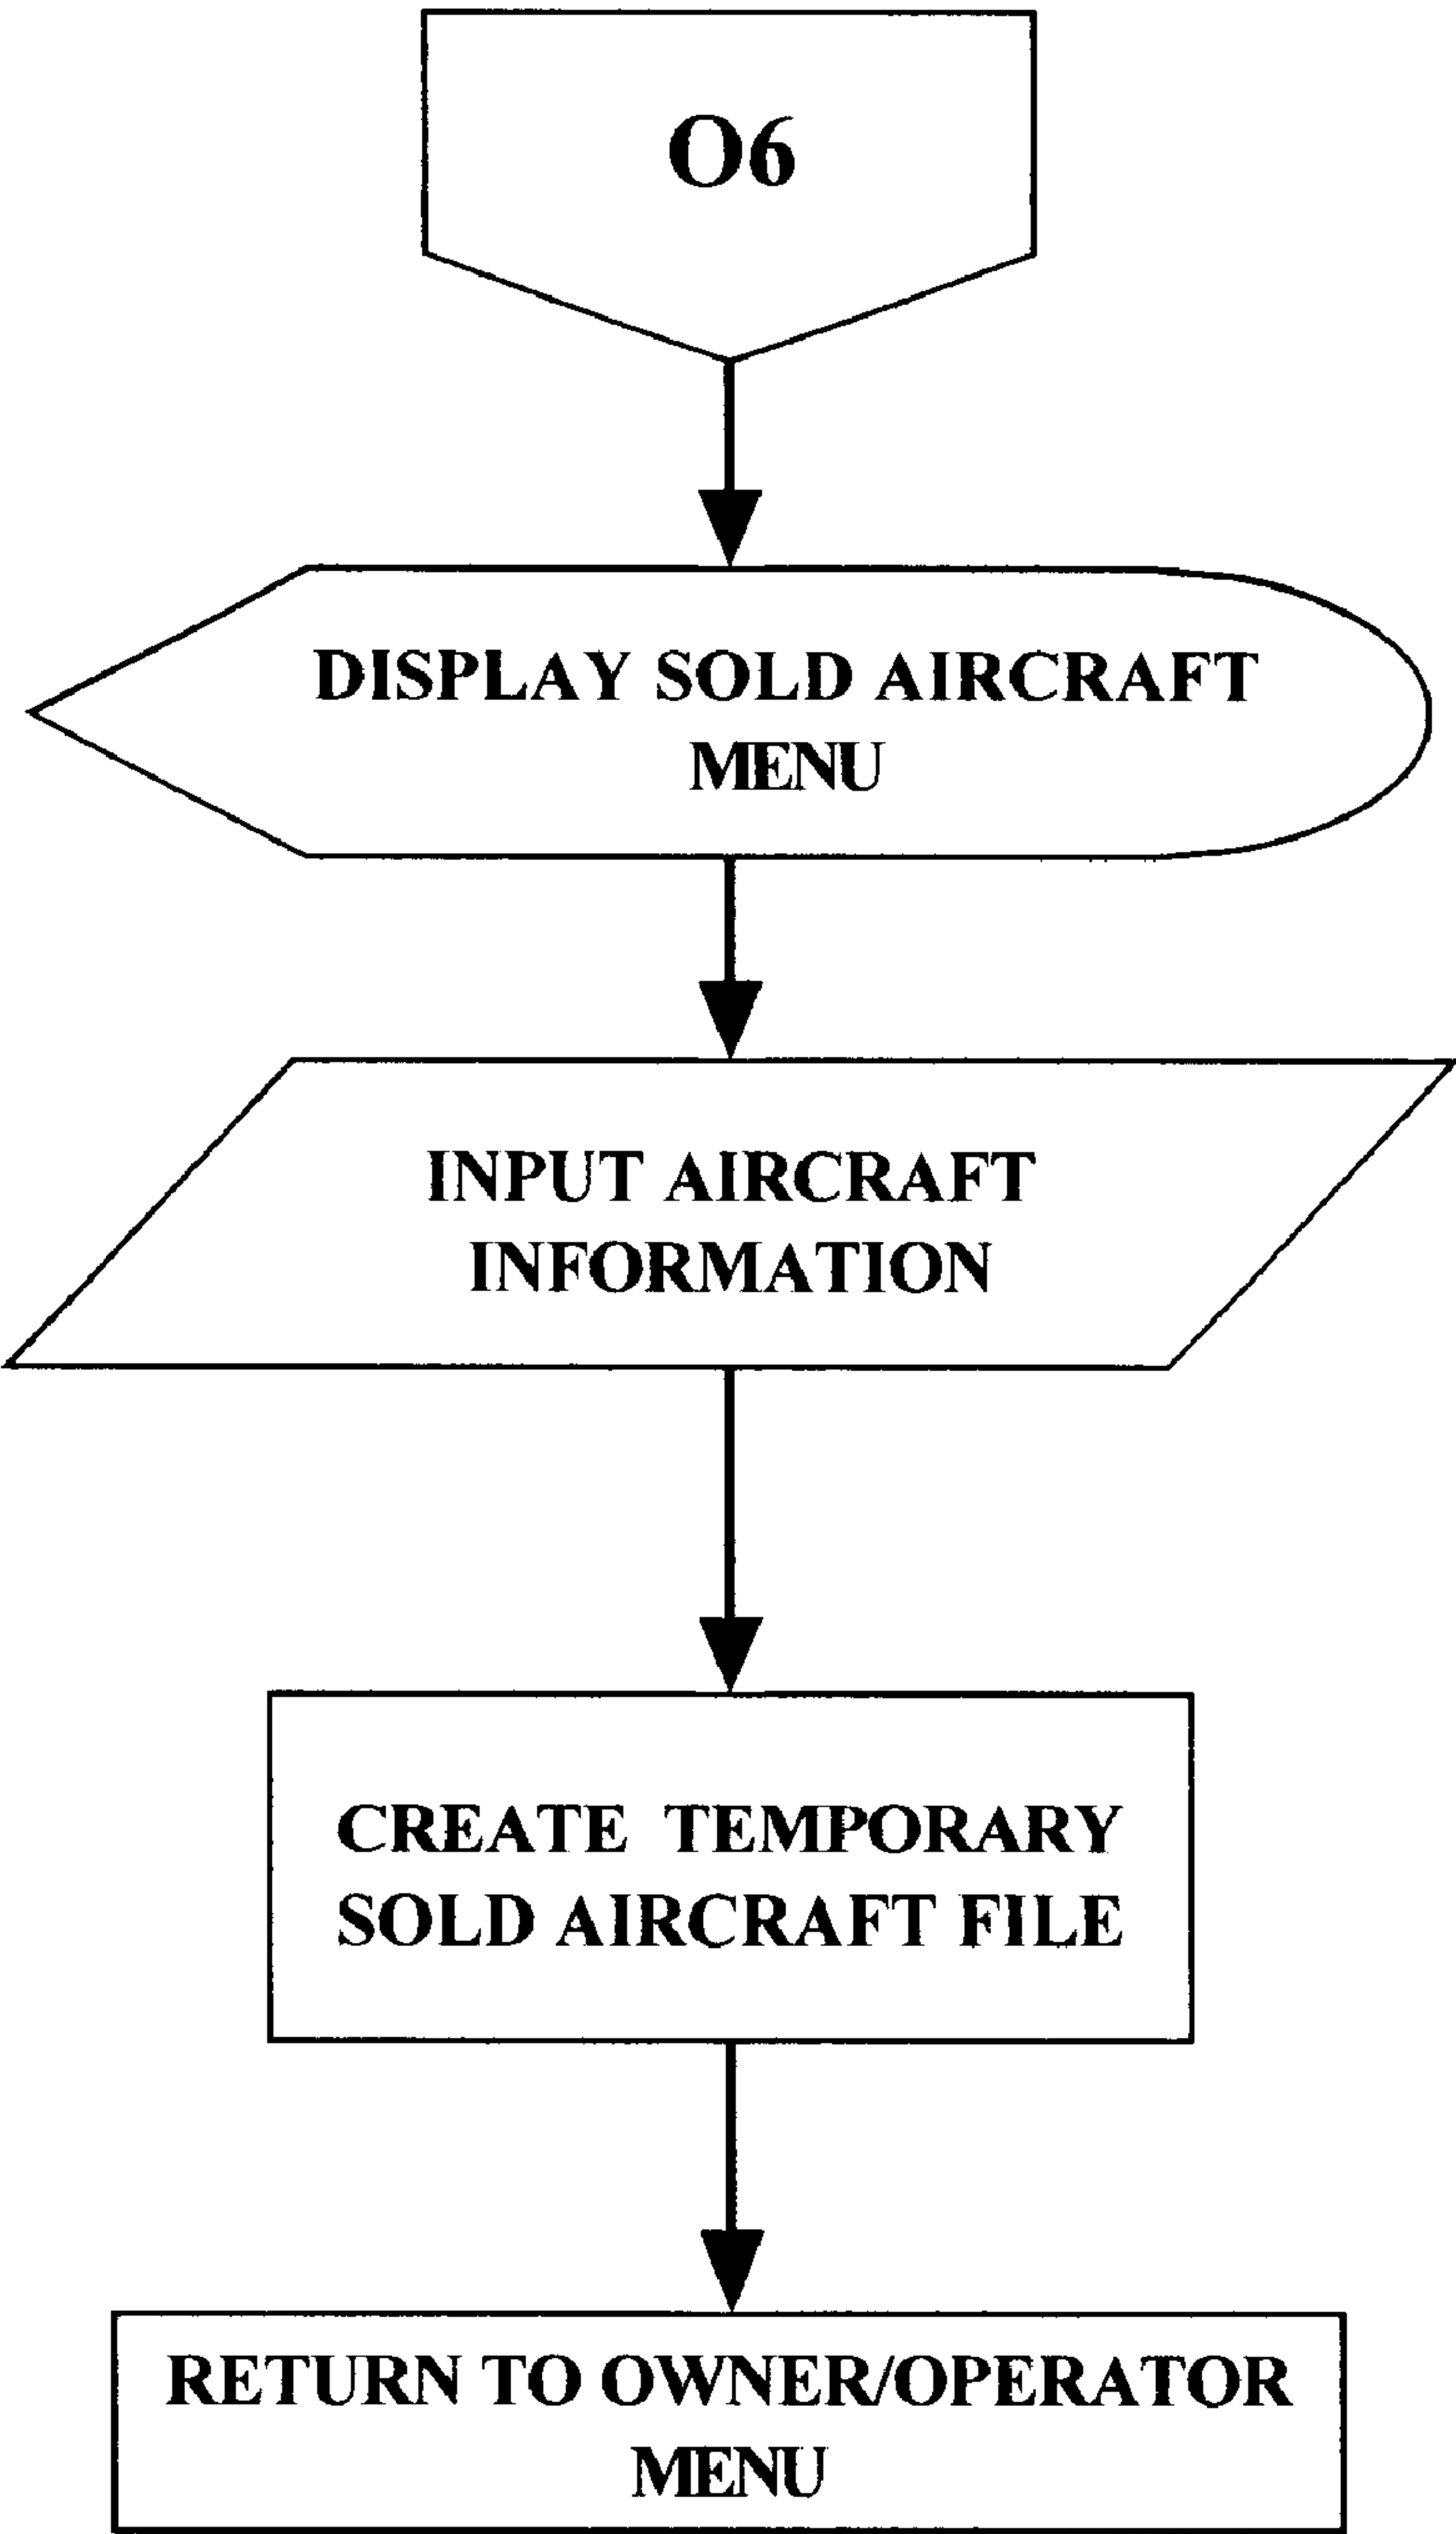 O6
DISPLAY SOLD AIRCRAFT
MENU
INPUT AIRCRAFT
INFORMATION
CREATE TEMPORARY
SOLD AIRCRAFT FILE
RETURN TO OWNER/OPERATOR
MENU